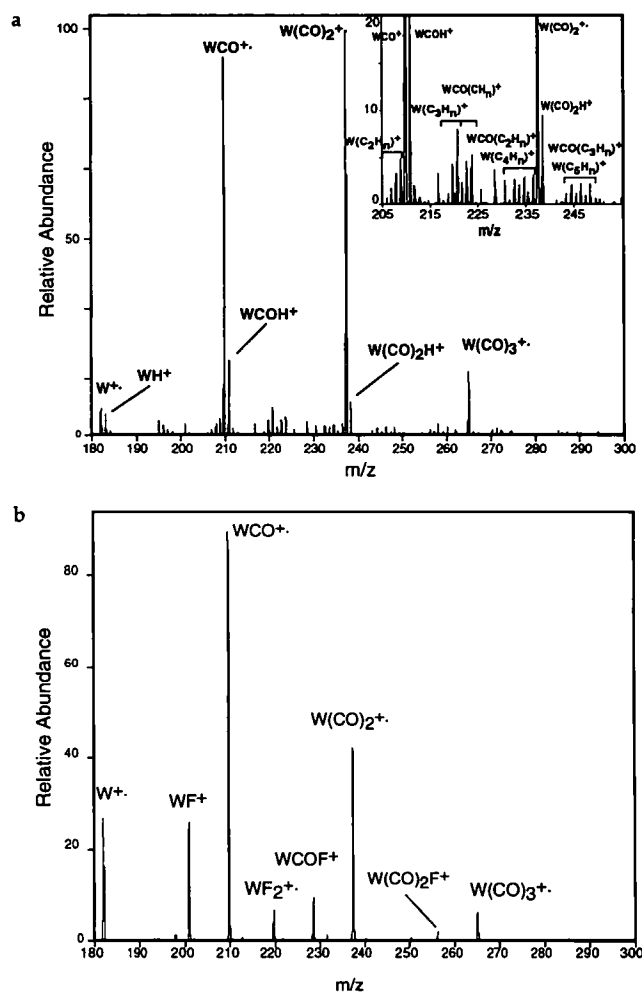 a
100
50
0
Relative Abundance
W(CO)₂⁺·
WCO⁺·
WCOH⁺
W(CO)₂H⁺
W(CO)₃⁺·
W⁺·
WH⁺
180 190 200 210 220 230 240 250 260 270 280 290 300
m/z
20
10
0
WCO⁺· WCOH⁺
W(CO)₂⁺·
WCO(CHₙ)⁺
W(C₃Hₙ)⁺
W(CO)₂H⁺
W(C₂Hₙ)⁺
WCO(C₂Hₙ)⁺
W(C₄Hₙ)⁺
WCO(C₃Hₙ)⁺
W(C₅Hₙ)⁺
205 215 225 235 245
m/z
b
80
60
40
20
0
Relative Abundance
WCO⁺·
W(CO)₂⁺·
W⁺·
WF⁺
WCOF⁺
WF₂⁺·
W(CO)₂F⁺
W(CO)₃⁺·
180 190 200 210 220 230 240 250 260 270 280 290 300
m/z